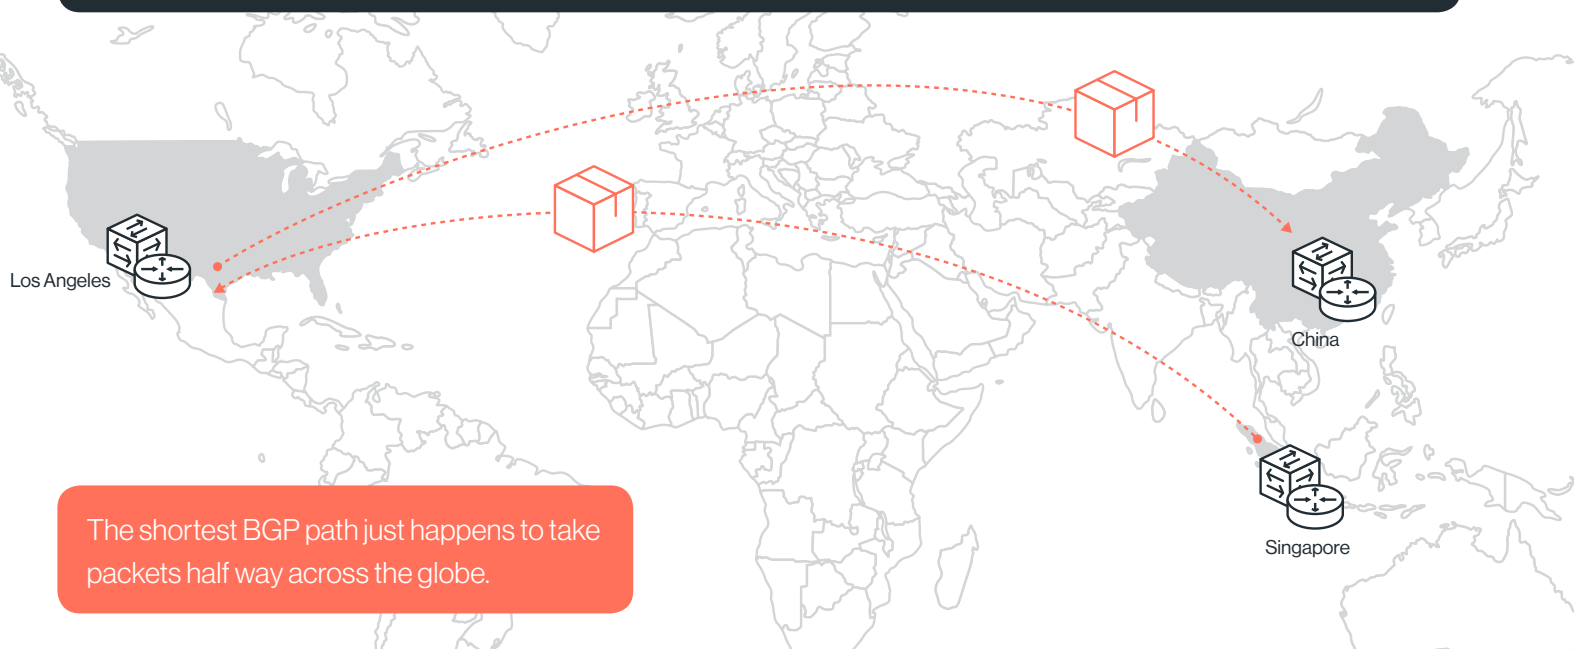 Los Angeles
China
Singapore
The shortest BGP path just happens to take
packets half way across the globe.